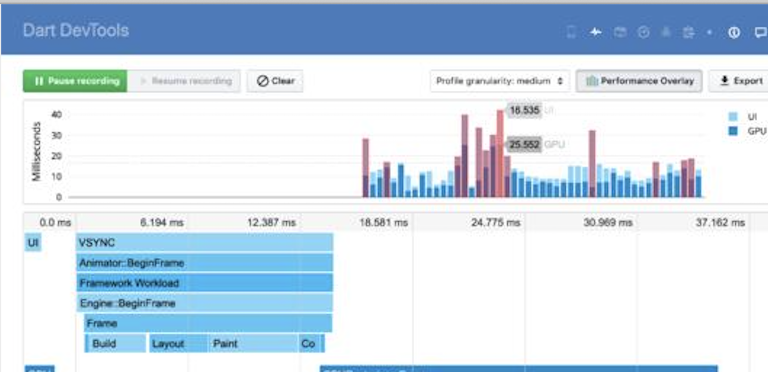 Dart DevTools
Pause recording Resume recording Clear Profile granularity: medium Performance Overlay Export
Milliseconds
40
30
20
10
0
16.535 UI
25.552 GPU
UI
GPU
0.0 ms 6.194 ms 12.387 ms 18.581 ms 24.775 ms 30.969 ms 37.162 ms
UI VSYNC
Animator::BeginFrame
Framework Workload
Engine::BeginFrame
Frame
Build Layout Paint Co